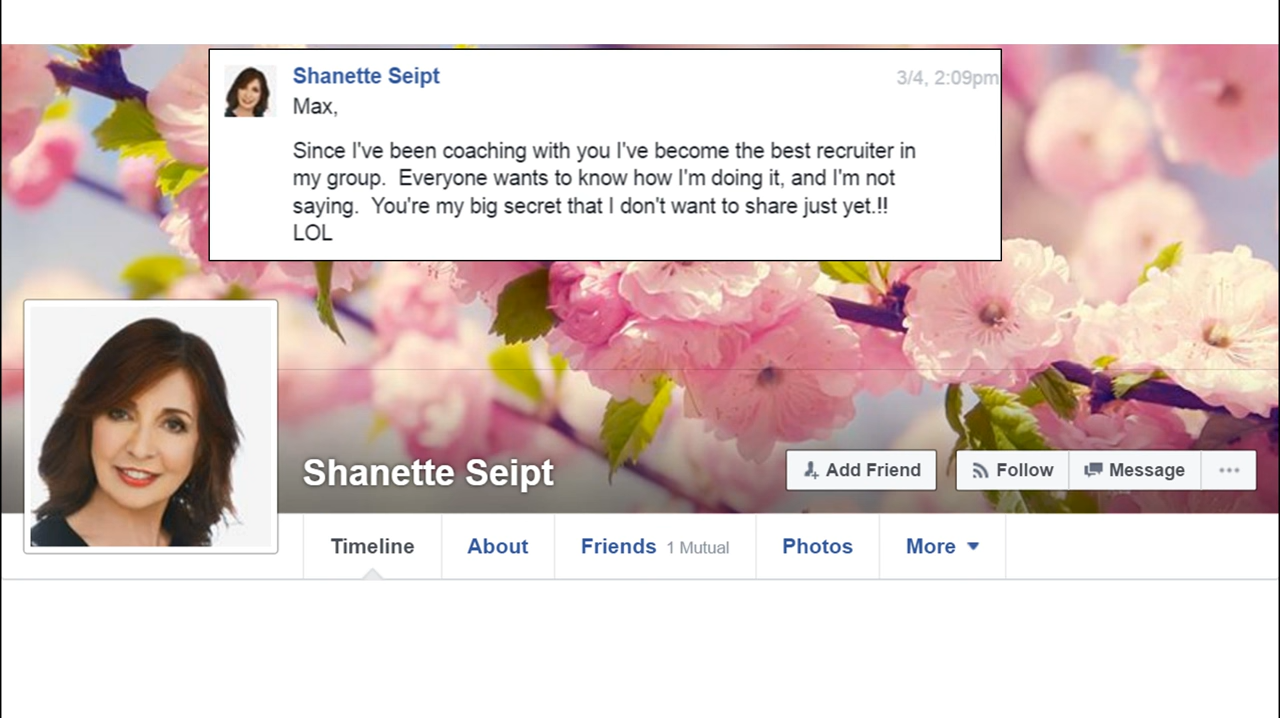 Shanette Seipt 3/4, 2:09pm
Max,
Since I've been coaching with you I've become the best recruiter in
my group.  Everyone wants to know how I'm doing it, and I'm not
saying.  You're my big secret that I don't want to share just yet.!!
LOL
Shanette Seipt
Add Friend Follow Message
Timeline About Friends 1 Mutual Photos More